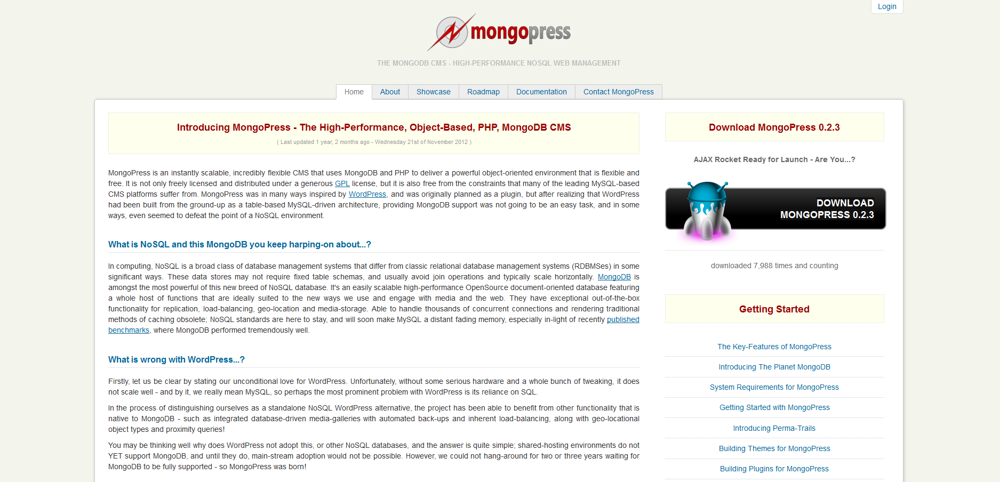 Login
mongopress
THE MONGODB CMS - HIGH-PERFORMANCE NOSQL WEB MANAGEMENT
Home About Showcase Roadmap Documentation Contact MongoPress
Introducing MongoPress - The High-Performance, Object-Based, PHP, MongoDB CMS
( Last updated 1 year, 2 months ago - Wednesday 21st of November 2012 )
MongoPress is an instantly scalable, incredibly flexible CMS that uses MongoDB and PHP to deliver a powerful object-oriented environment that is flexible and
free. It is not only freely licensed and distributed under a generous GPL license, but it is also free from the constraints that many of the leading MySQL-based
CMS platforms suffer from. MongoPress was in many ways inspired by WordPress, and was originally planned as a plugin, but after realizing that WordPress
had been built from the ground-up as a table-based MySQL-driven architecture, providing MongoDB support was not going to be an easy task, and in some
ways, even seemed to defeat the point of a NoSQL environment.
What is NoSQL and this MongoDB you keep harping-on about...?
In computing, NoSQL is a broad class of database management systems that differ from classic relational database management systems (RDBMSes) in some
significant ways. These data stores may not require fixed table schemas, and usually avoid join operations and typically scale horizontally. MongoDB is
amongst the most powerful of this new breed of NoSQL database. It's an easily scalable high-performance OpenSource document-oriented database featuring
a whole host of functions that are ideally suited to the new ways we use and engage with media and the web. They have exceptional out-of-the-box
functionality for replication, load-balancing, geo-location and media-storage. Able to handle thousands of concurrent connections and rendering traditional
methods of caching obsolete; NoSQL standards are here to stay, and will soon make MySQL a distant fading memory, especially in-light of recently published
benchmarks, where MongoDB performed tremendously well.
What is wrong with WordPress...?
Firstly, let us be clear by stating our unconditional love for WordPress. Unfortunately, without some serious hardware and a whole bunch of tweaking, it does
not scale well - and by it, we really mean MySQL, so perhaps the most prominent problem with WordPress is its reliance on SQL.
In the process of distinguishing ourselves as a standalone NoSQL WordPress alternative, the project has been able to benefit from other functionality that is
native to MongoDB - such as integrated database-driven media-galleries with automated back-ups and inherent load-balancing, along with geo-locational
object types and proximity queries!
You may be thinking well why does WordPress not adopt this, or other NoSQL databases, and the answer is quite simple; shared-hosting environments do not
YET support MongoDB, and until they do, main-stream adoption would not be possible. However, we could not hang-around for two or three years waiting for
MongoDB to be fully supported - so MongoPress was born!
Download MongoPress 0.2.3
AJAX Rocket Ready for Launch - Are You...?
DOWNLOAD
MONGOPRESS 0.2.3
downloaded 7,988 times and counting
Getting Started
The Key-Features of MongoPress
Introducing The Planet MongoDB
System Requirements for MongoPress
Getting Started with MongoPress
Introducing Perma-Trails
Building Themes for MongoPress
Building Plugins for MongoPress